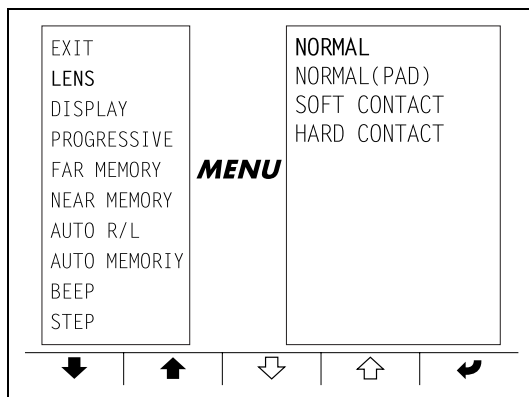 EXIT
LENS
DISPLAY
PROGRESSIVE
FAR MEMORY
NEAR MEMORY
AUTO R/L
AUTO MEMORIY
BEEP
STEP
MENU
NORMAL
NORMAL(PAD)
SOFT CONTACT
HARD CONTACT